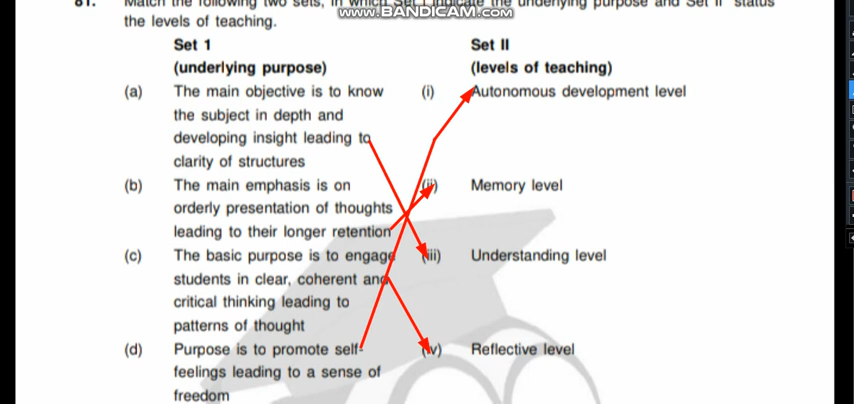 81. Match the following two sets, in which Set I indicate the underlying purpose and Set II status
www.BANDICAM.com
the levels of teaching.
Set 1 Set II
(underlying purpose) (levels of teaching)
(a) The main objective is to know (i) Autonomous development level
the subject in depth and
developing insight leading to
clarity of structures
(b) The main emphasis is on (ii) Memory level
orderly presentation of thoughts
leading to their longer retention
(c) The basic purpose is to engage (iii) Understanding level
students in clear, coherent and
critical thinking leading to
patterns of thought
(d) Purpose is to promote self- (iv) Reflective level
feelings leading to a sense of
freedom